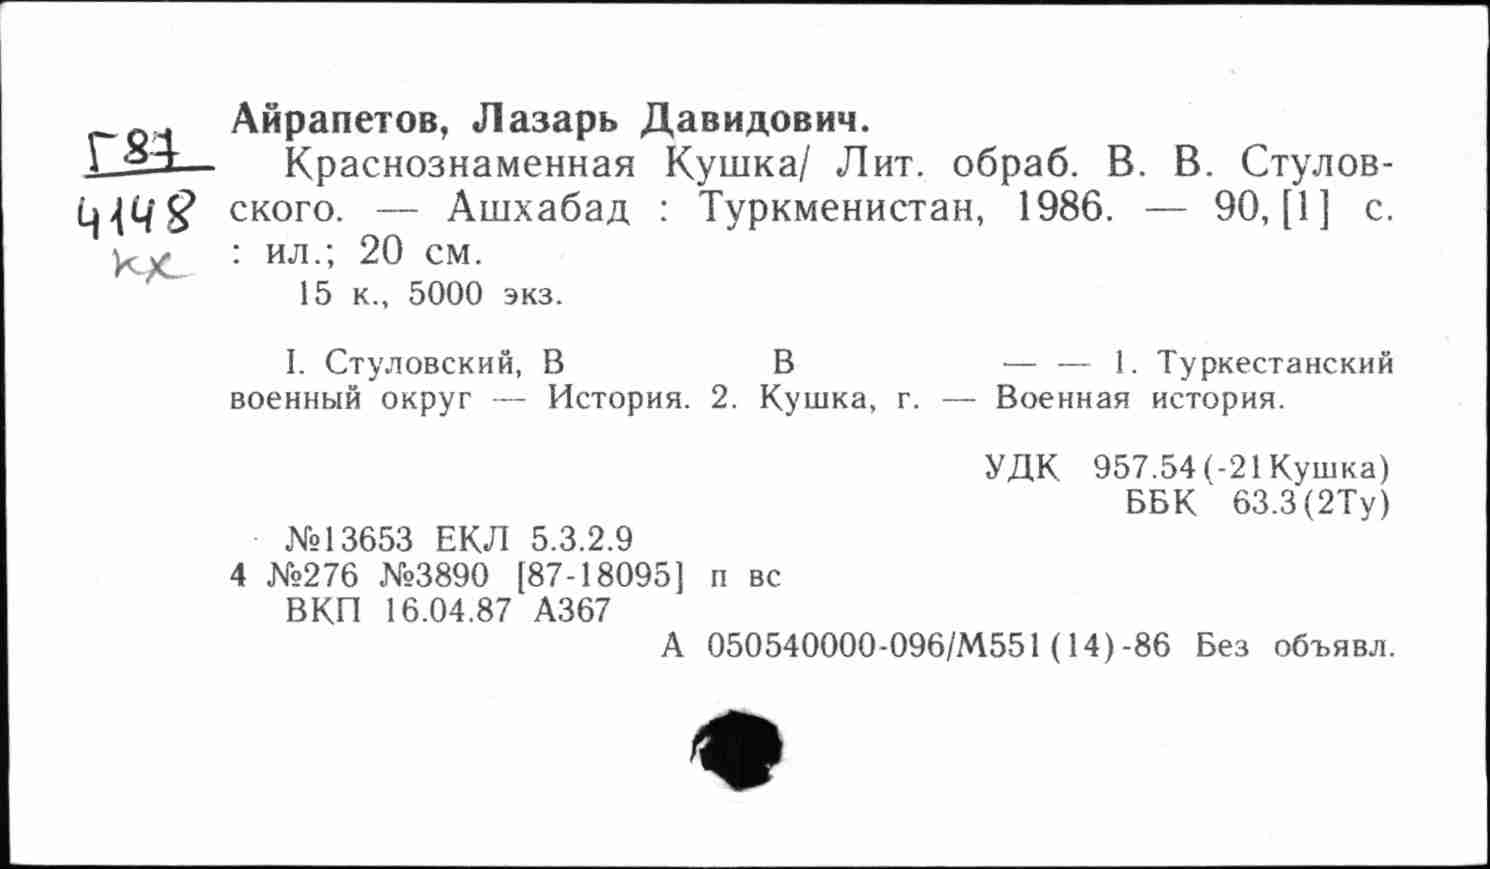 Айрапетов, Лазарь Давидович.
Г 87
Краснознаменная Кушка/ Лит. обраб. В. В. Стулов-
4148
ского. — Ашхабад : Туркменистан, 1986. — 90, [1] с.
кх
: ил.; 20 см.
15 к., 5000 экз.
I. Стуловский, В В — — 1. Туркестанский
военный округ — История. 2. Кушка, г. — Военная история.
УДК 957.54(-21Кушка)
ББК 63.3(2Ту)
№13653 ЕКЛ 5.3.2.9
4 №276 №3890 [87-18095] п вс
ВКП 16.04.87 А367
А 050540000-096/М551(14)-86 Без объявл.